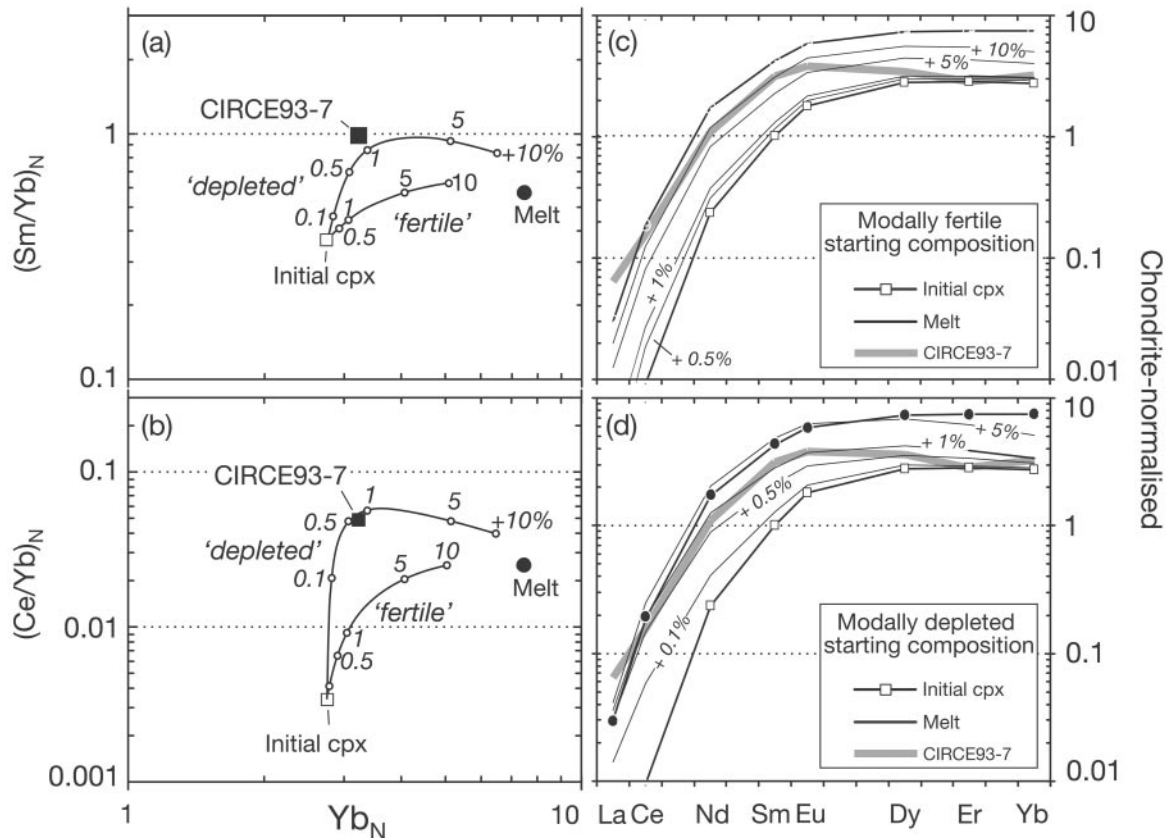 (a)
CIRCE93-7
1
5
0.5
1
+10%
'depleted'
5
10
0.1
1
'fertile'
Melt
0.5
Initial cpx
0.1
(Sm/Yb)N
(b)
0.1
CIRCE93-7
1
5
0.5
+10%
'depleted'
10
5
0.1
Melt
'fertile'
0.01
1
0.5
Initial cpx
0.001
(Ce/Yb)N
1
YbN
10
(c)
10
+ 10%
+ 5%
1
Modally fertile
starting composition
Initial cpx
Melt
CIRCE93-7
+ 1%
0.1
+ 0.5%
0.01
(d)
10
+ 5%
+ 1%
+ 0.5%
1
Modally depleted
starting composition
Initial cpx
Melt
CIRCE93-7
+ 0.1%
0.1
0.01
La Ce Nd Sm Eu Dy Er Yb
Chondrite-normalised